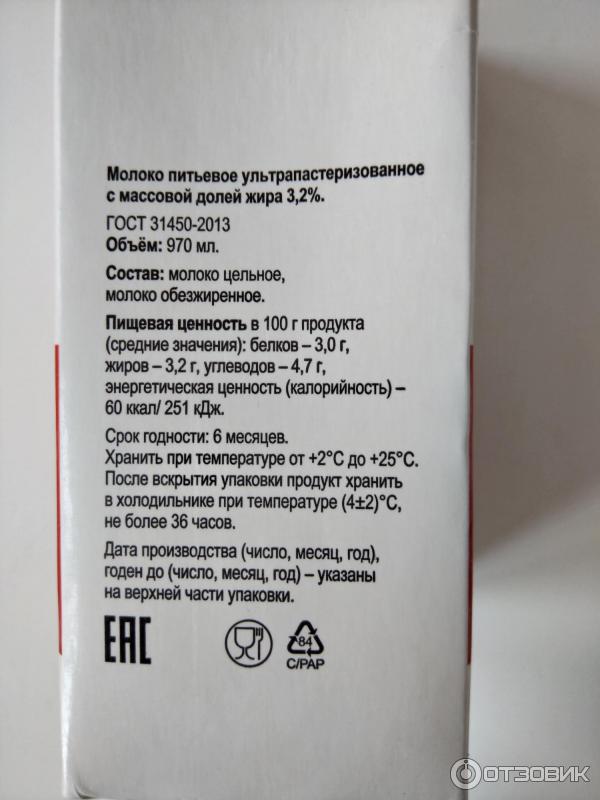 Молоко питьевое ультрапастеризованное
с массовой долей жира 3,2%.
ГОСТ 31450-2013
Объём: 970 мл.
Состав: молоко цельное,
молоко обезжиренное.
Пищевая ценность в 100 г продукта
(средние значения): белков – 3,0 г,
жиров – 3,2 г, углеводов – 4,7 г,
энергетическая ценность (калорийность) –
60 ккал/ 251 кДж.
Срок годности: 6 месяцев.
Хранить при температуре от +2°С до +25°С.
После вскрытия упаковки продукт хранить
в холодильнике при температуре (4±2)°С,
не более 36 часов.
Дата производства (число, месяц, год),
годен до (число, месяц, год) – указаны
на верхней части упаковки.
ЕАС
84
C/PAP
ОТЗОВИК